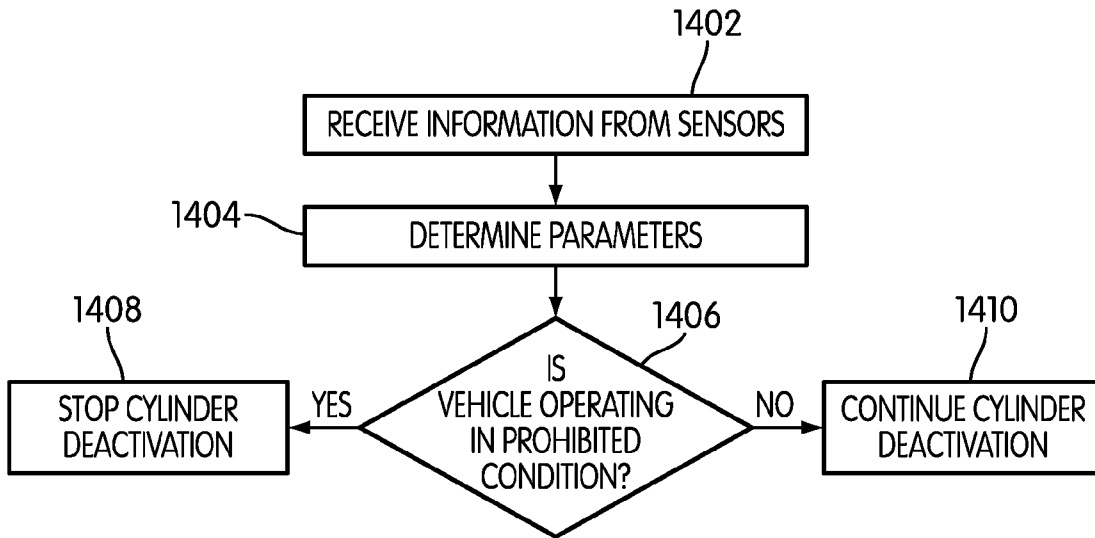 1402
RECEIVE INFORMATION FROM SENSORS
1404
DETERMINE PARAMETERS
1406
IS
VEHICLE OPERATING
IN PROHIBITED
CONDITION?
1408
YES
STOP CYLINDER
DEACTIVATION
NO
1410
CONTINUE CYLINDER
DEACTIVATION